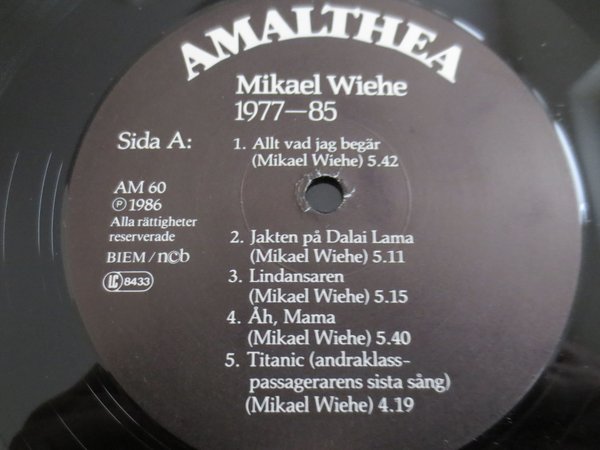 AMALTHEA
Mikael Wiehe
1977—85
Sida A:
1. Allt vad jag begär
(Mikael Wiehe) 5.42
AM 60
℗ 1986
Alla rättigheter
reserverade
BIEM/ncb
LC 8433
2. Jakten på Dalai Lama
(Mikael Wiehe) 5.11
3. Lindansaren
(Mikael Wiehe) 5.15
4. Åh, Mama
(Mikael Wiehe) 5.40
5. Titanic (andraklass-
passagerarens sista sång)
(Mikael Wiehe) 4.19